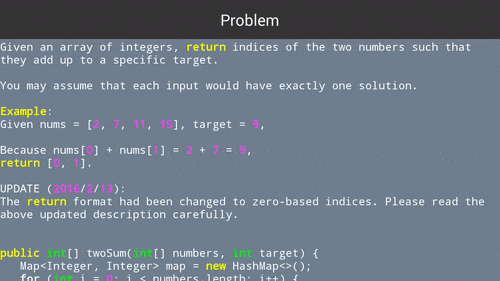 Problem
Given an array of integers, return indices of the two numbers such that
they add up to a specific target.
You may assume that each input would have exactly one solution.
Example:
Given nums = [2, 7, 11, 15], target = 9,
Because nums[0] + nums[1] = 2 + 7 = 9,
return [0, 1].
UPDATE (2016/2/13):
The return format had been changed to zero-based indices. Please read the
above updated description carefully.
public int[] twoSum(int[] numbers, int target) {
Map<Integer, Integer> map = new HashMap<>();
for (int i = 0; i < numbers.length; i++) {